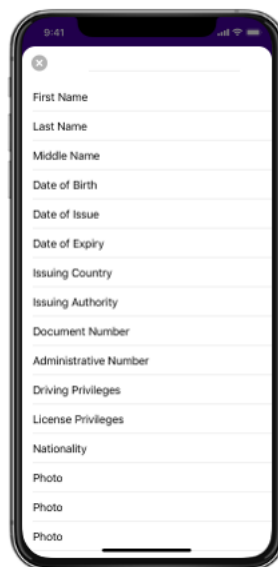 9:41
First Name
Last Name
Middle Name
Date of Birth
Date of Issue
Date of Expiry
Issuing Country
Issuing Authority
Document Number
Administrative Number
Driving Privileges
License Privileges
Nationality
Photo
Photo
Photo